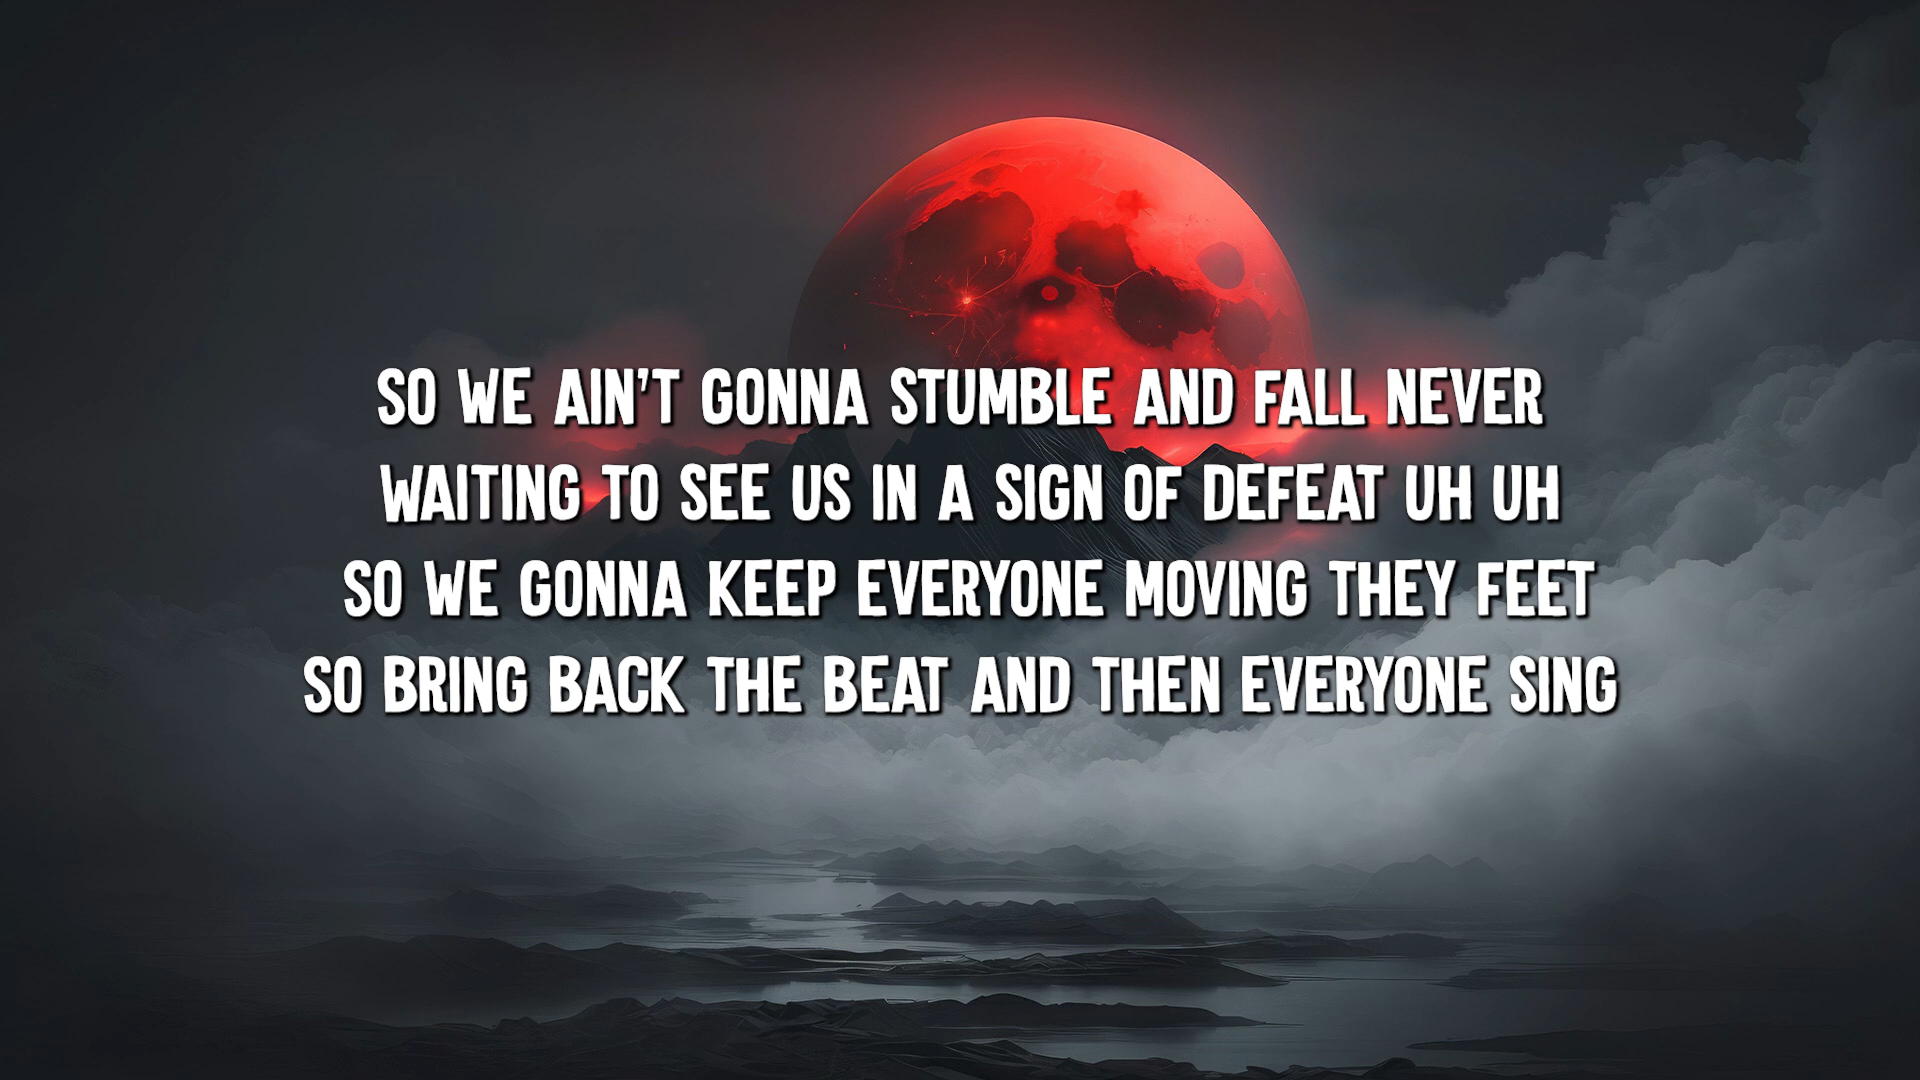 SO WE AIN'T GONNA STUMBLE AND FALL NEVER
WAITING TO SEE US IN A SIGN OF DEFEAT UH UH
SO WE GONNA KEEP EVERYONE MOVING THEY FEET
SO BRING BACK THE BEAT AND THEN EVERYONE SING